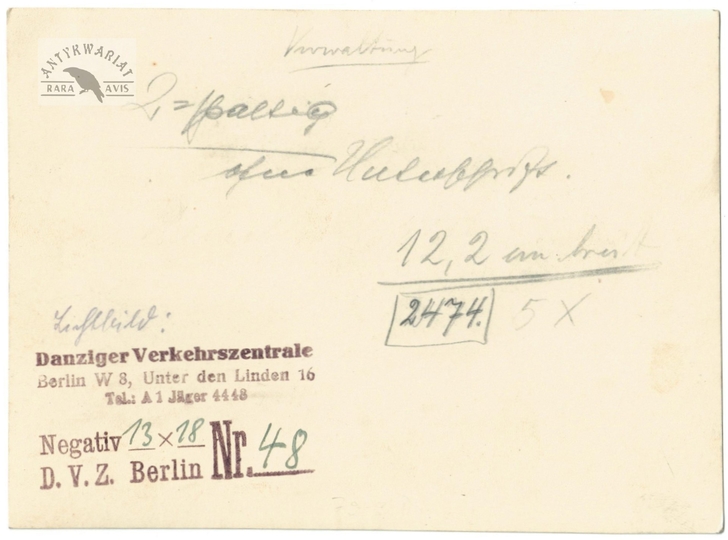 ANTYKWARIAT
RARA AVIS
Verwaltung
2-spaltig
ohne Unterschrift.
12,2 cm breit
2474. 5 X
Lichtbild:
Danziger Verkehrszentrale
Berlin W 8, Unter den Linden 16
Tel.: A 1 Jäger 4448
Negativ 13 × 18 Nr. 48
D. V. Z. Berlin